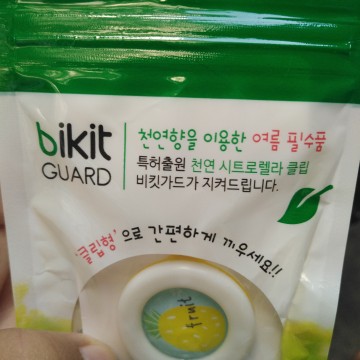 bikit
GUARD
천연향을 이용한 여름 필수품
특허출원 천연 시트로렐라 클립
비킷가드가 지켜드립니다.
'클립형'으로 간편하게 끼우세요!!
fruit